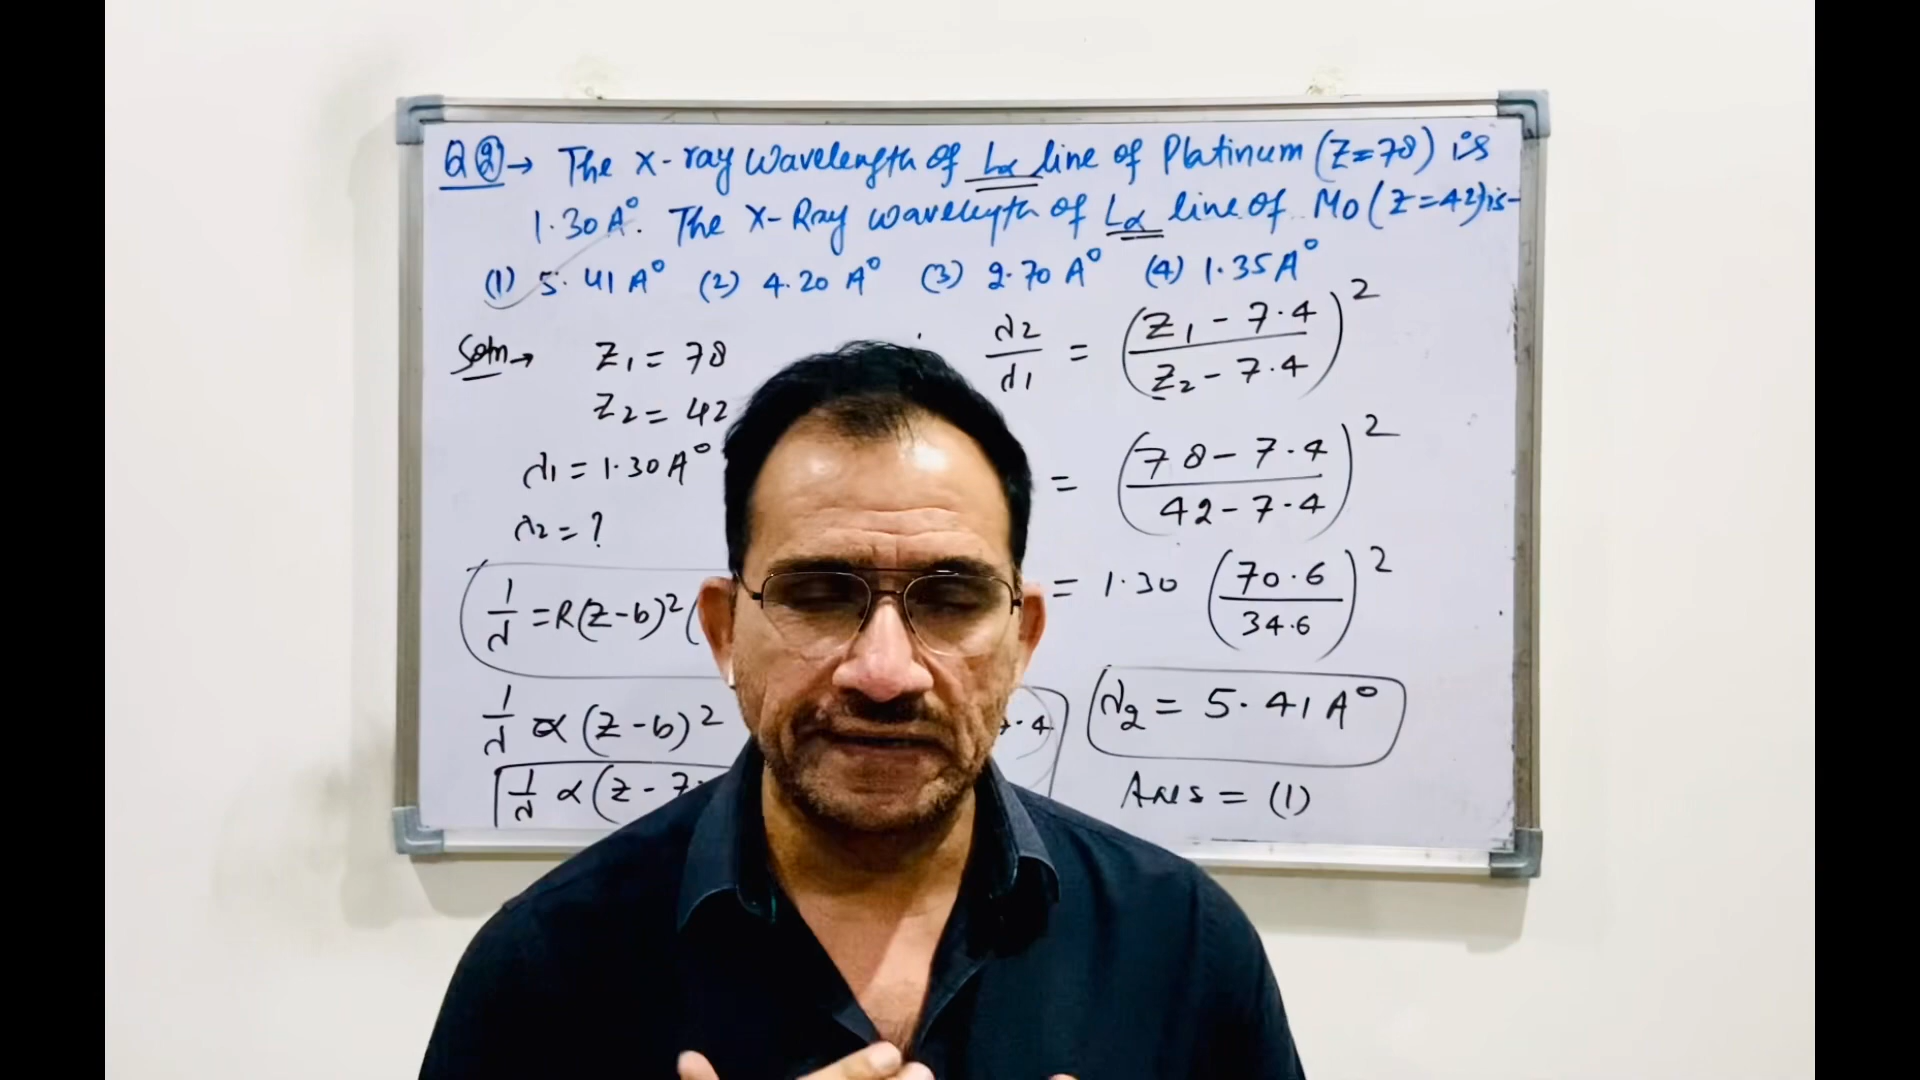 Q② → The X-ray Wavelength of Lα line of Platinum (Z=78) is
1.30 A°. The X-Ray wavelength of Lα line of Mo (Z=42) is-
(1) 5.41 A° (2) 4.20 A° (3) 2.70 A° (4) 1.35 A°
Soln →
Z1 = 78
Z2 = 42
λ1 = 1.30 A°
λ2 = ?
1/λ = R(Z-b)² (
1/λ ∝ (Z-b)²
1/λ ∝ (Z-7.
λ2/λ1 = ((Z1 - 7.4)/(Z2 - 7.4))²
= ((78 - 7.4)/(42 - 7.4))²
= 1.30 (70.6/34.6)²
λ2 = 5.41 A°
Ans = (1)